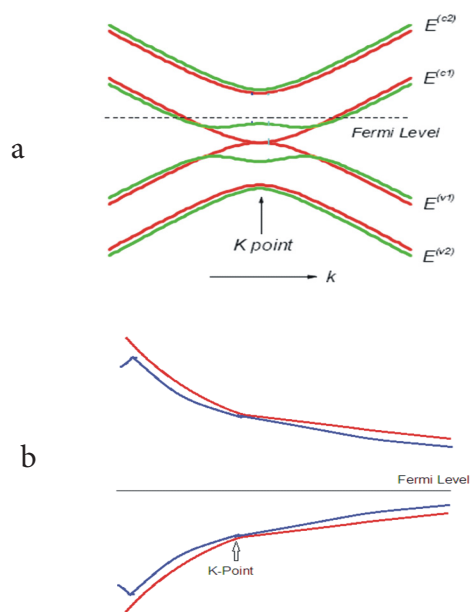 E^(c2)
E^(c1)
Fermi Level
a
E^(v1)
K point
E^(v2)
k
b
Fermi Level
K-Point